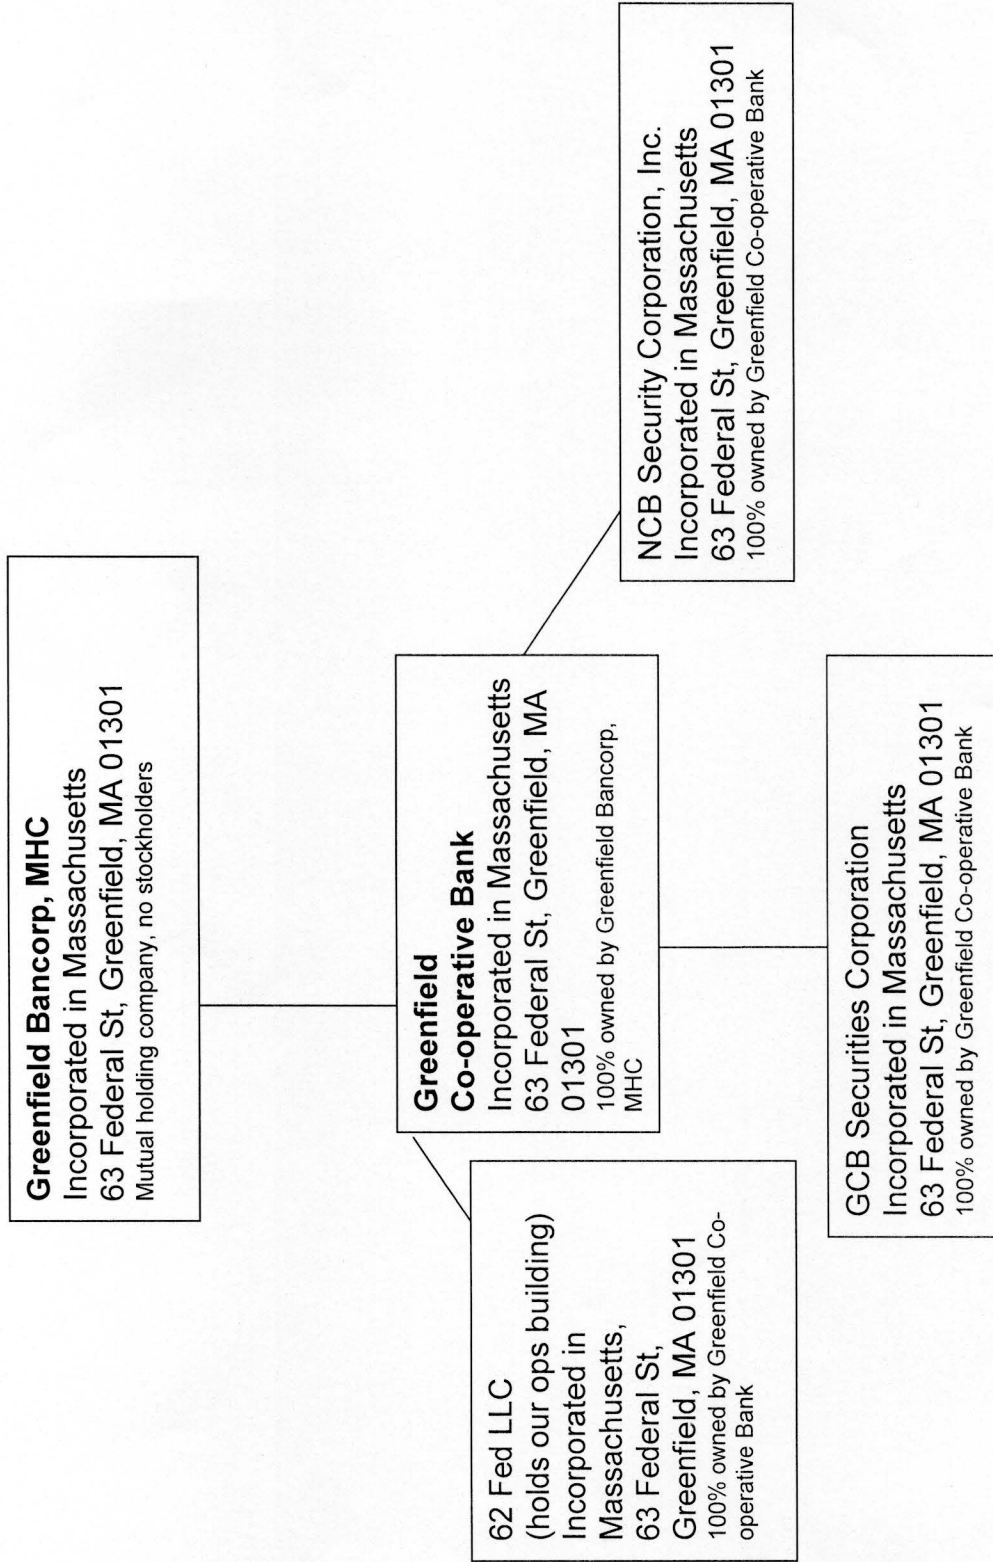 Greenfield Bancorp, MHC
Incorporated in Massachusetts
63 Federal St, Greenfield, MA 01301
Mutual holding company, no stockholders
Greenfield
Co-operative Bank
Incorporated in Massachusetts
63 Federal St, Greenfield, MA
01301
100% owned by Greenfield Bancorp,
MHC
62 Fed LLC
(holds our ops building)
Incorporated in
Massachusetts,
63 Federal St,
Greenfield, MA 01301
100% owned by Greenfield Co-
operative Bank
NCB Security Corporation, Inc.
Incorporated in Massachusetts
63 Federal St, Greenfield, MA 01301
100% owned by Greenfield Co-operative Bank
GCB Securities Corporation
Incorporated in Massachusetts
63 Federal St, Greenfield, MA 01301
100% owned by Greenfield Co-operative Bank